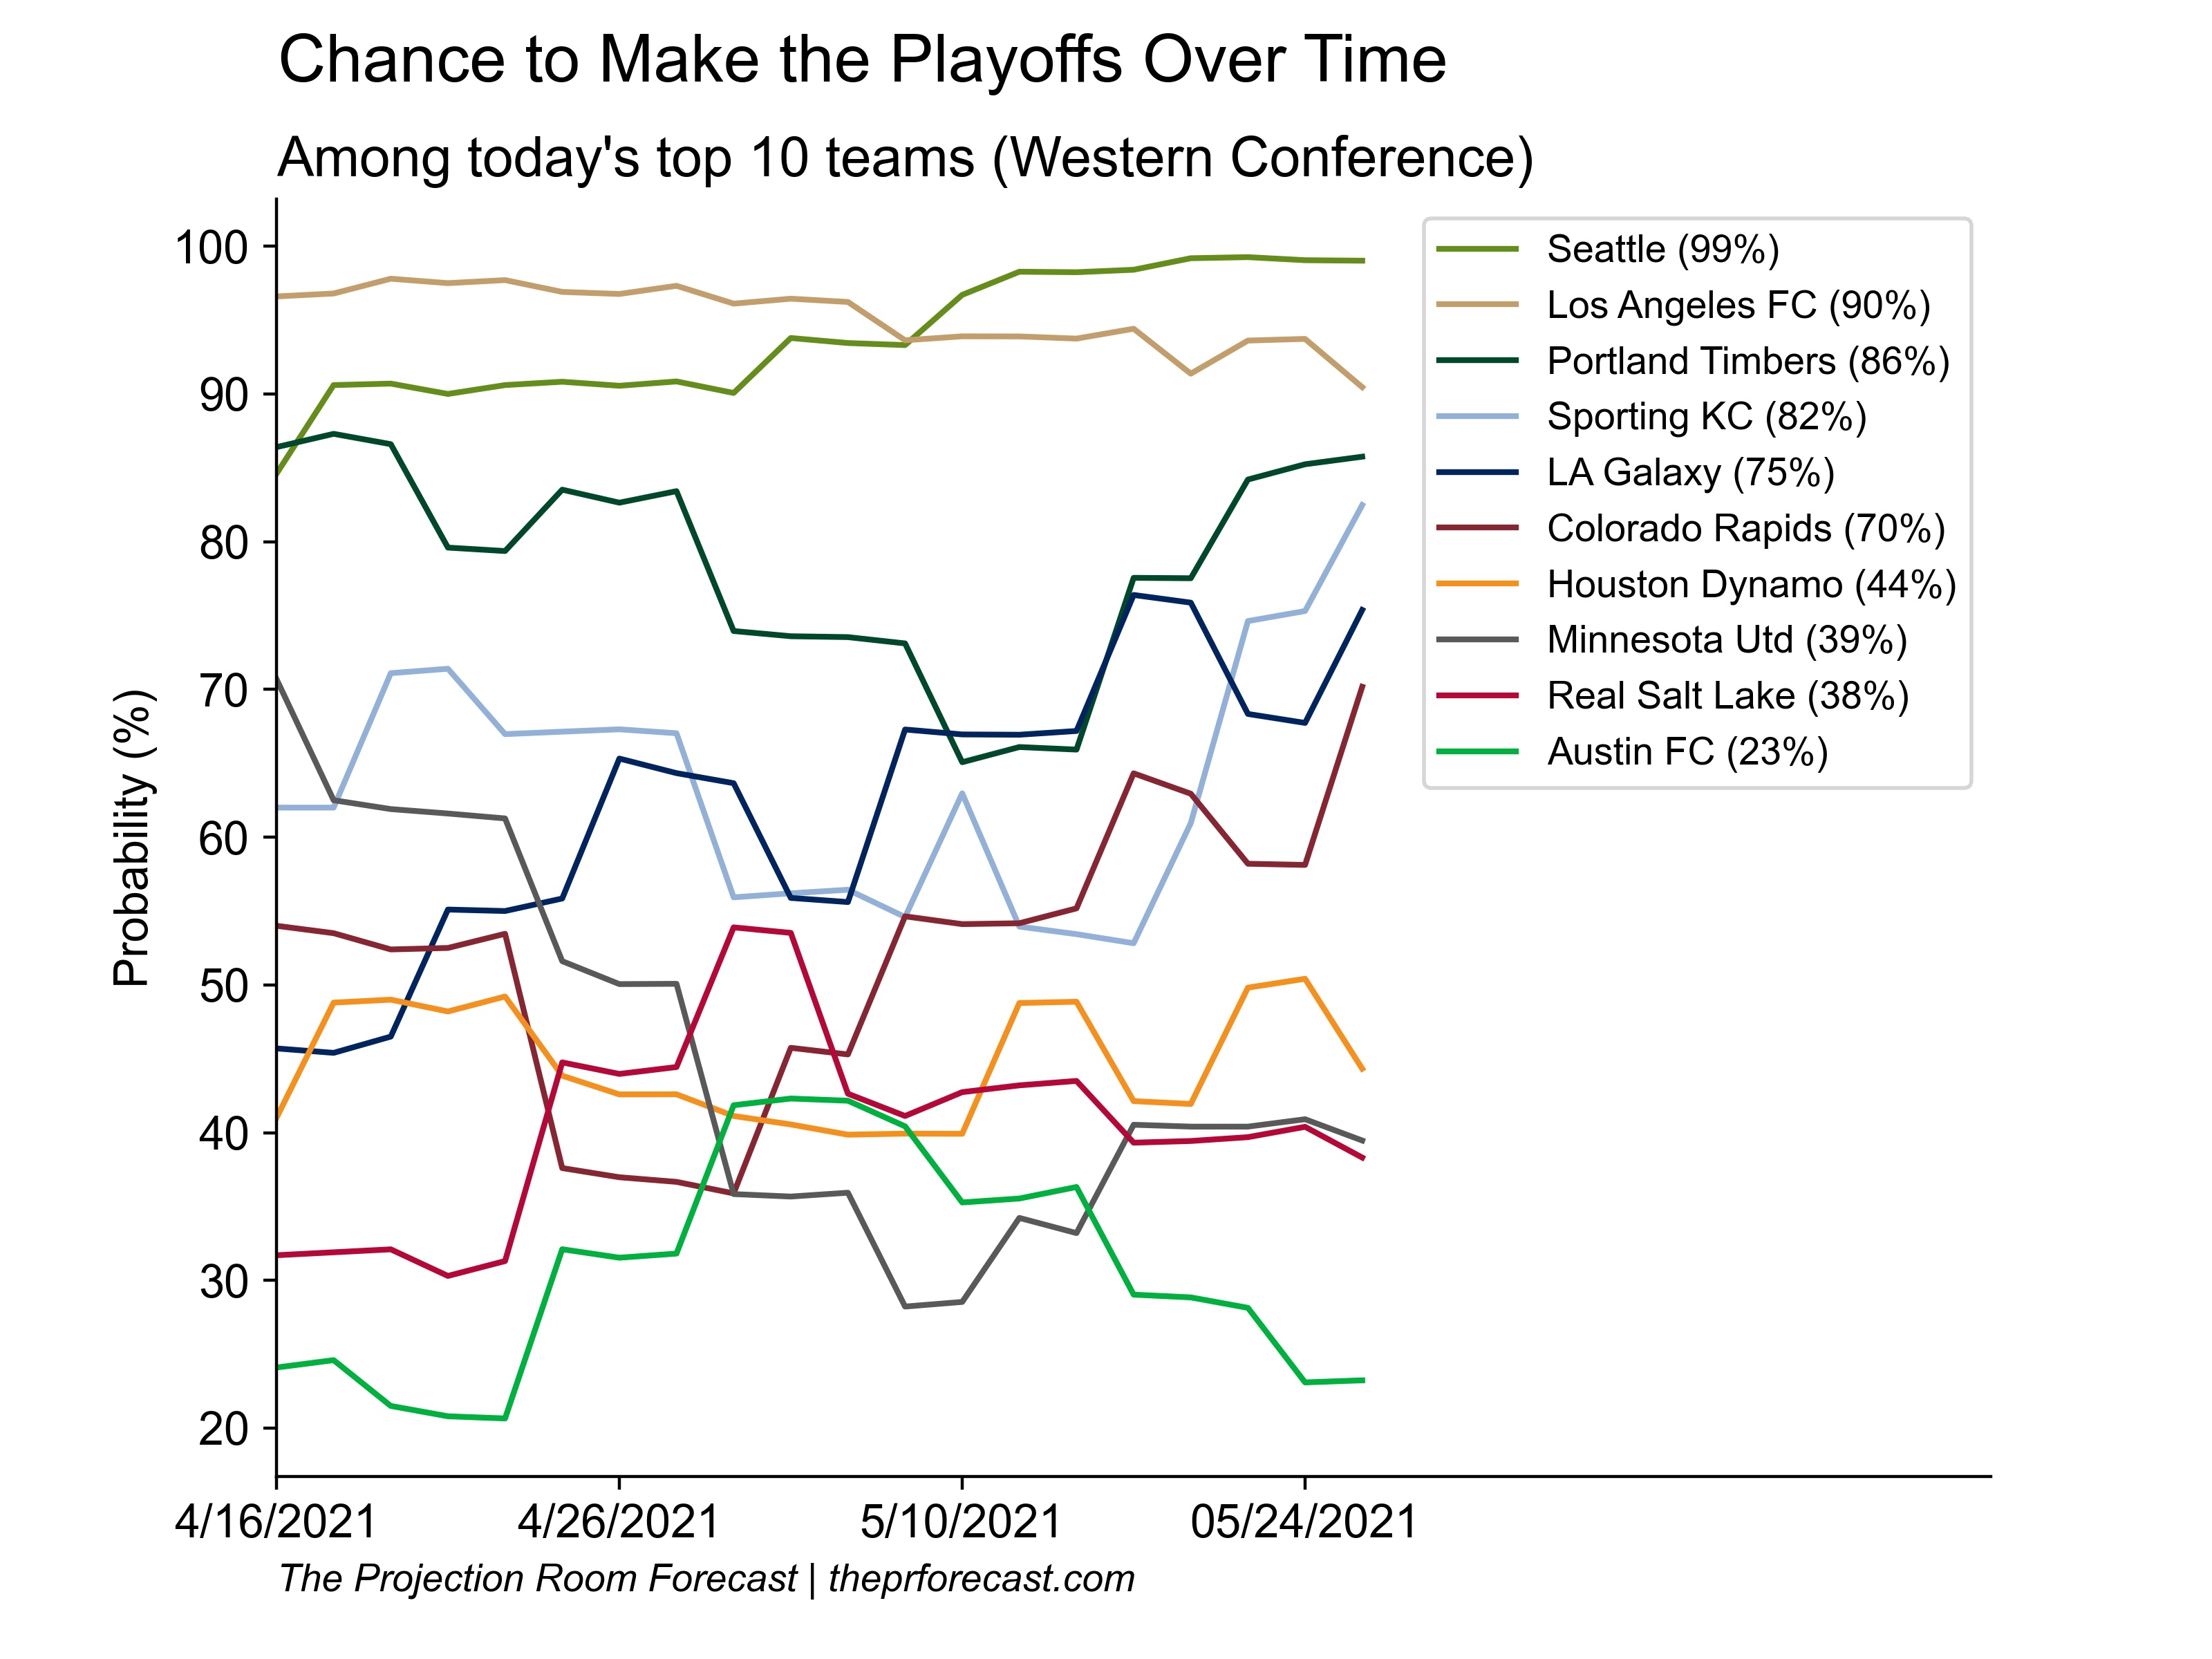 Chance to Make the Playoffs Over Time
Among today's top 10 teams (Western Conference)
100
90
80
70
60
50
40
30
20
Probability (%)
Seattle (99%)
Los Angeles FC (90%)
Portland Timbers (86%)
Sporting KC (82%)
LA Galaxy (75%)
Colorado Rapids (70%)
Houston Dynamo (44%)
Minnesota Utd (39%)
Real Salt Lake (38%)
Austin FC (23%)
4/16/2021 4/26/2021 5/10/2021 05/24/2021
The Projection Room Forecast | theprforecast.com